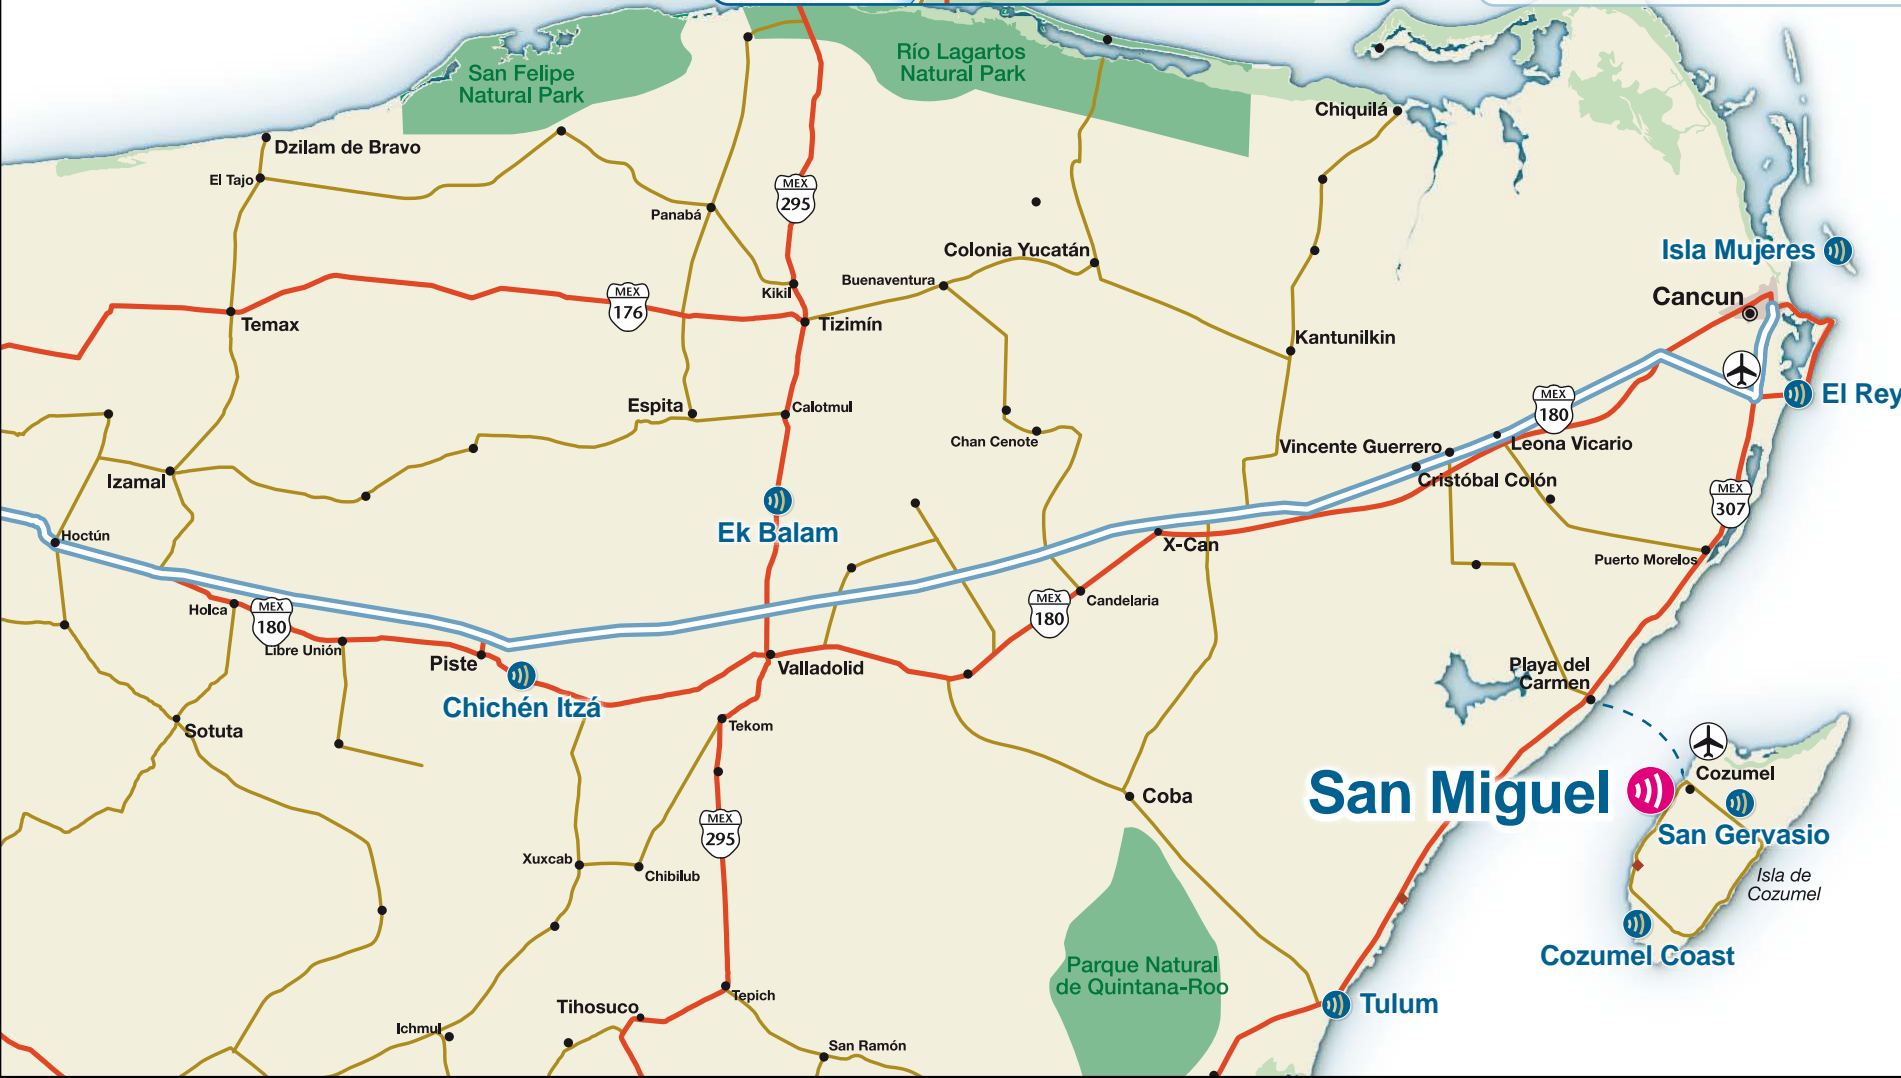 San Felipe
Natural Park
Río Lagartos
Natural Park
Chiquilá
Dzilam de Bravo
El Tajo
MEX
295
Panabá
Colonia Yucatán
Isla Mujeres
Buenaventura
Kikil
MEX
176
Cancun
Temax
Tizimín
Kantunilkin
El Rey
Espita
Calotmul
MEX
180
Chan Cenote
Vincente Guerrero
Leona Vicario
Izamal
Cristóbal Colón
MEX
307
Ek Balam
Hoctún
X-Can
Puerto Morelos
Holca
MEX
180
Candelaria
MEX
180
Libre Unión
Piste
Valladolid
Playa del
Carmen
Chichén Itzá
Sotuta
Tekom
Cozumel
San Miguel
Coba
MEX
295
San Gervasio
Xuxcab
Chibilub
Isla de
Cozumel
Cozumel Coast
Parque Natural
de Quintana-Roo
Tepich
Tihosuco
Tulum
Ichmul
San Ramón